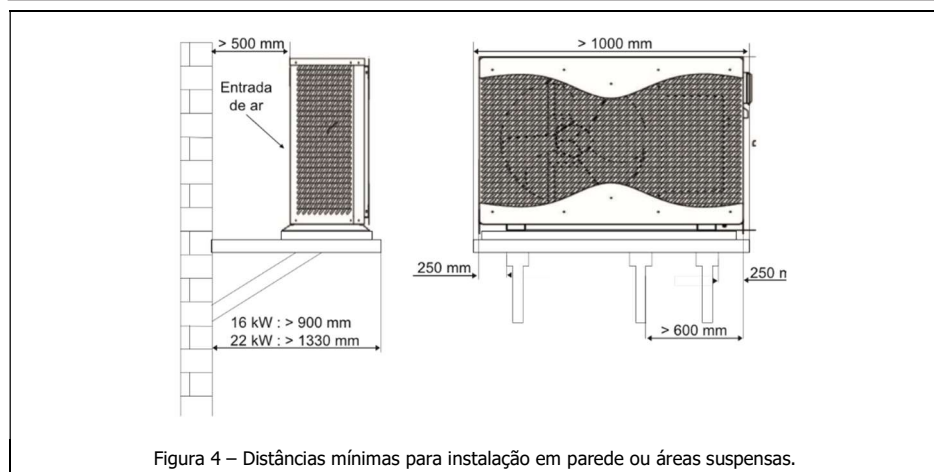 > 500 mm
> 1000 mm
Entrada
de ar
250 mm
250 m
> 600 mm
16 kW : > 900 mm
22 kW : > 1330 mm
Figura 4 – Distâncias mínimas para instalação em parede ou áreas suspensas.